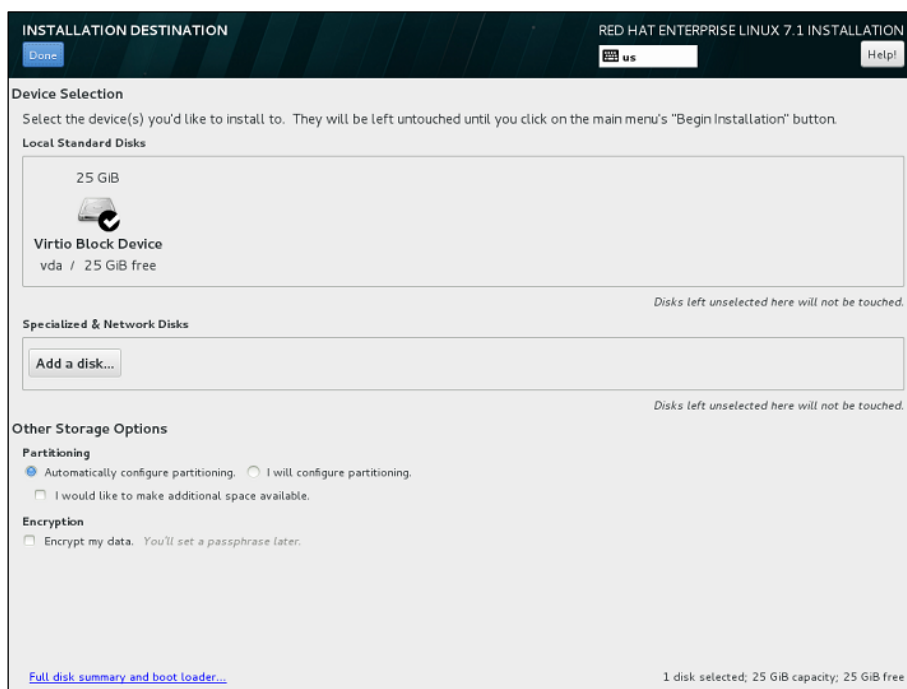 INSTALLATION DESTINATION
RED HAT ENTERPRISE LINUX 7.1 INSTALLATION
Done
us
Help!
Device Selection
Select the device(s) you'd like to install to. They will be left untouched until you click on the main menu's "Begin Installation" button.
Local Standard Disks
25 GiB
Virtio Block Device
vda / 25 GiB free
Disks left unselected here will not be touched.
Specialized & Network Disks
Add a disk...
Disks left unselected here will not be touched.
Other Storage Options
Partitioning
Automatically configure partitioning. I will configure partitioning.
I would like to make additional space available.
Encryption
Encrypt my data. You'll set a passphrase later.
Full disk summary and boot loader...
1 disk selected; 25 GiB capacity; 25 GiB free